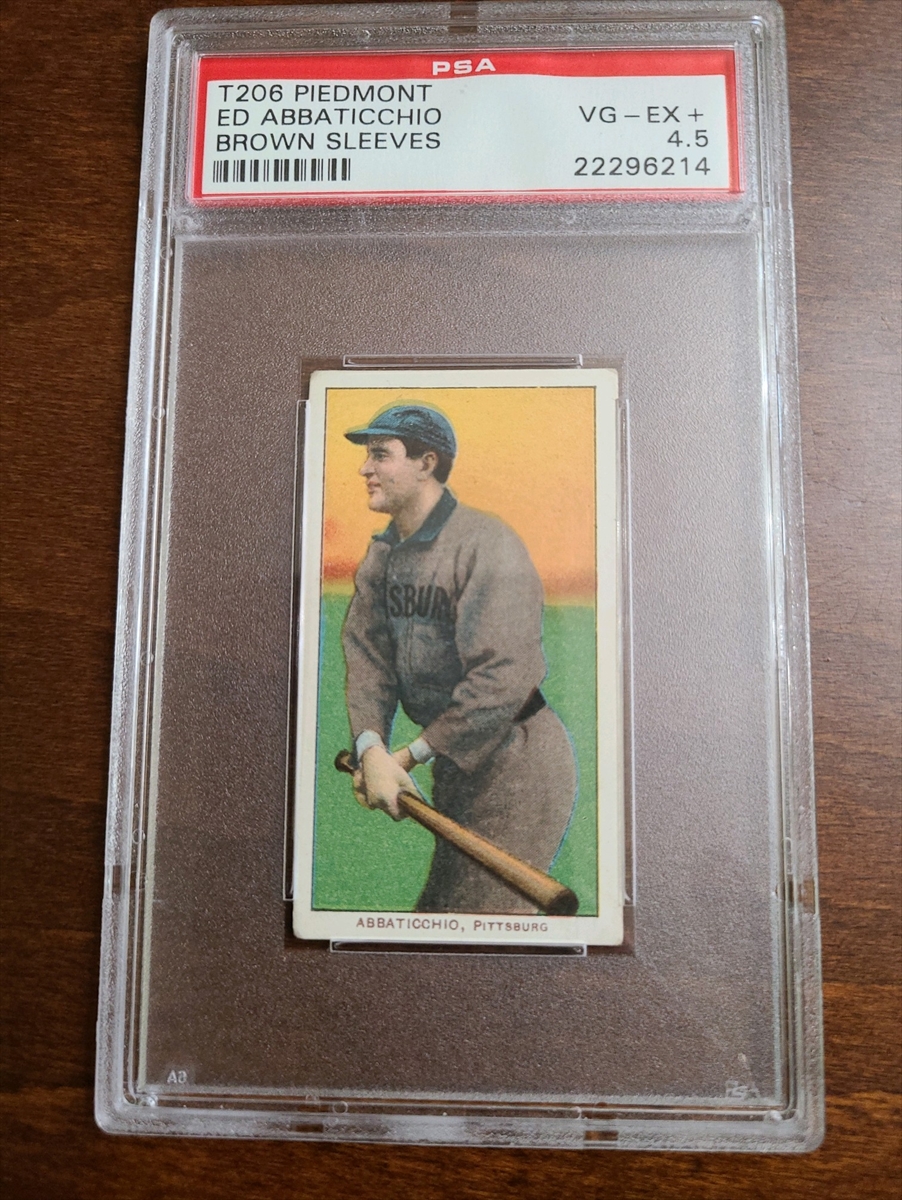 PSA
T206 PIEDMONT
ED ABBATICCHIO VG-EX+
BROWN SLEEVES 4.5
22296214
SBUR
ABBATICCHIO, PITTSBURG